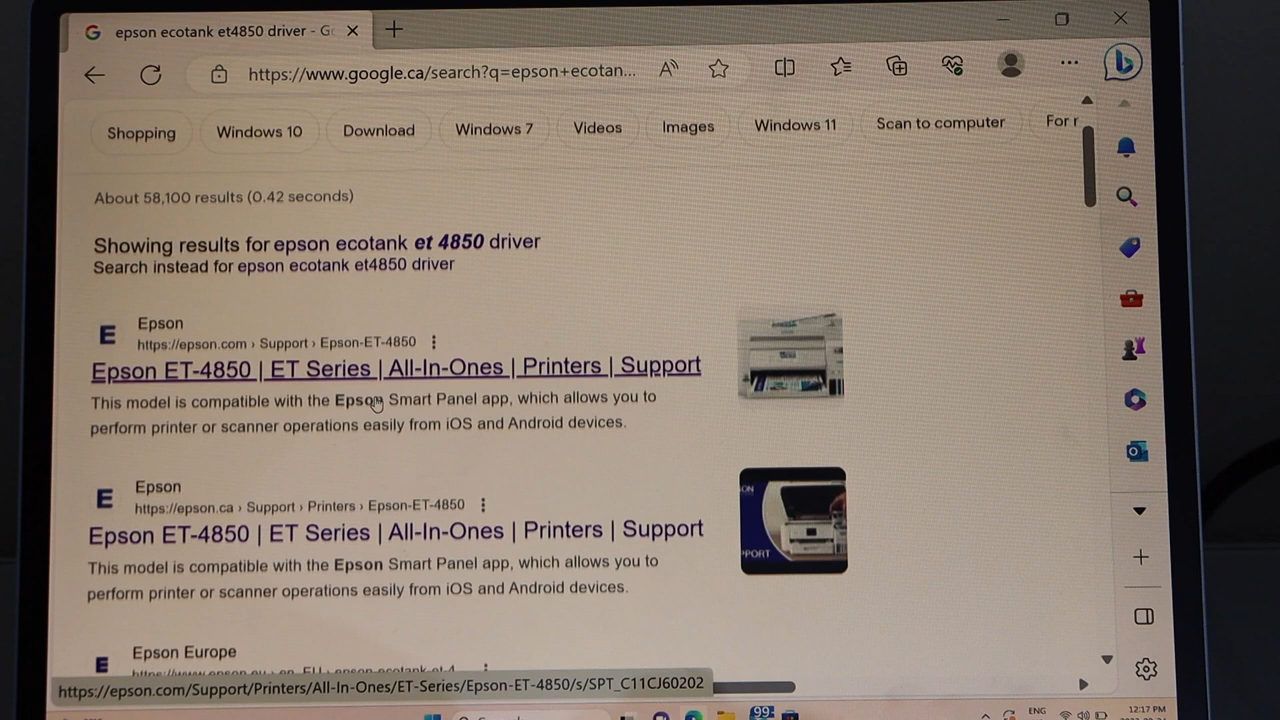 epson ecotank et4850 driver - G
https://www.google.ca/search?q=epson+ecotan...
Shopping
Windows 10
Download
Windows 7
Videos
Images
Windows 11
Scan to computer
For r
About 58,100 results (0.42 seconds)
Showing results for epson ecotank et 4850 driver
Search instead for epson ecotank et4850 driver
E
Epson
https://epson.com › Support › Epson-ET-4850
Epson ET-4850 | ET Series | All-In-Ones | Printers | Support
This model is compatible with the Epson Smart Panel app, which allows you to
perform printer or scanner operations easily from iOS and Android devices.
E
Epson
https://epson.ca › Support › Printers › Epson-ET-4850
Epson ET-4850 | ET Series | All-In-Ones | Printers | Support
This model is compatible with the Epson Smart Panel app, which allows you to
perform printer or scanner operations easily from iOS and Android devices.
ON
PPORT
E
Epson Europe
https://epson.com/Support/Printers/All-In-Ones/ET-Series/Epson-ET-4850/s/SPT_C11CJ60202
99+
ENG
12:17 PM